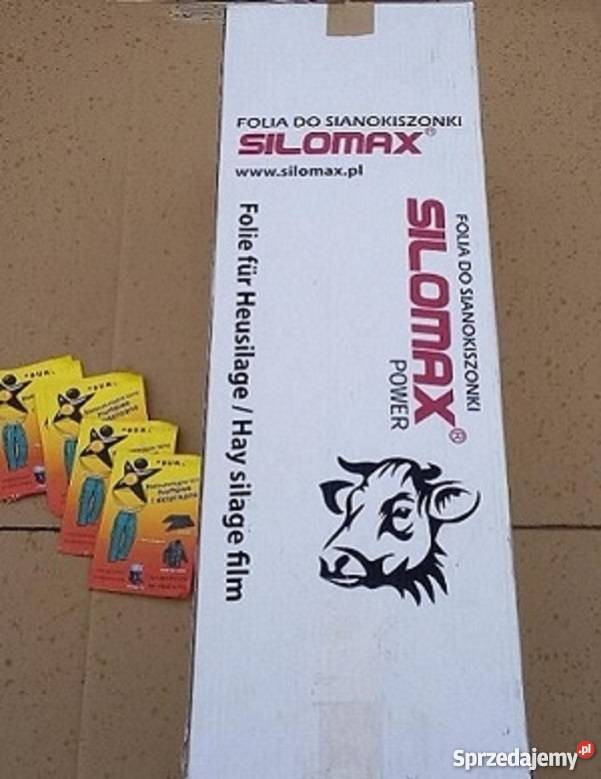 FOLIA DO SIANOKISZONKI
SILOMAX®
www.silomax.pl
Folie für Heusilage / Hay silage film
FOLIA DO SIANOKISZONKI
SILOMAX®
POWER
Sprzedajemy.pl